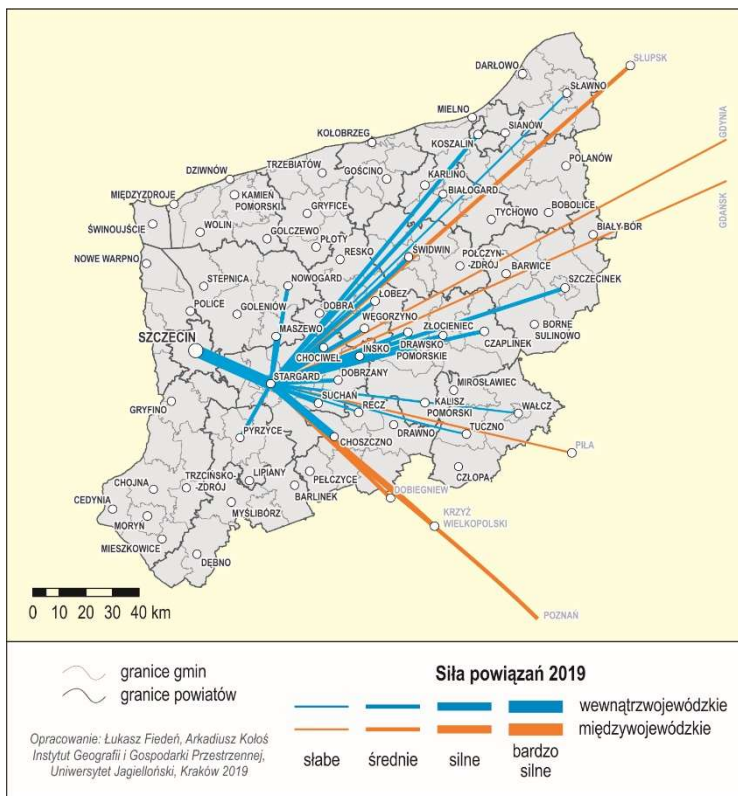 SŁUPSK
DARŁOWO
SŁAWNO
MIELNO
SIANÓW
KOSZALIN
GDYNIA
KOŁOBRZEG
TRZEBIATÓW
GOŚCINO
KARLINO
POLANÓW
DZIWNÓW
BIAŁOGARD
MIĘDZYZDROJE
KAMIEŃ
POMORSKI
GRYFICE
TYCHOWO
BOBOLICE
GDAŃSK
ŚWINOUJŚCIE
WOLIN
GOLCZEWO
PŁOTY
BIAŁY-BÓR
NOWE WARPNO
RESKO
ŚWIDWIN
POŁCZYN-
ZDRÓJ
BARWICE
STEPNICA
NOWOGARD
SZCZECINEK
POLICE
GOLENIÓW
DOBRA
ŁOBEZ
WĘGORZYNO
ZŁOCIENIEC
BORNE
SULINOWO
MASZEWO
SZCZECIN
CHOCIWEL
IŃSKO
DRAWSKO
POMORSKIE
CZAPLINEK
STARGARD
DOBRZANY
MIROSŁAWIEC
SUCHAŃ
RECZ
KALISZ
POMÓRSKI
WAŁCZ
GRYFINO
PYRZYCE
CHOSZCZNO
DRAWNO
TUCZNO
PIŁA
CHOJNA
TRZCIŃSKO-
ZDRÓJ
LIPIANY
PEŁCZYCE
CZŁOPA
CEDYNIA
BARLINEK
DOBIEGNIEW
MORYŃ
MYŚLIBÓRZ
KRZYŻ
WIELKOPOLSKI
MIESZKOWICE
DĘBNO
POZNAŃ
0 10 20 30 40 km
granice gmin
granice powiatów
Siła powiązań 2019
wewnątrzwojewódzkie
międzywojewódzkie
słabe
średnie
silne
bardzo
silne
Opracowanie: Łukasz Fiedeń, Arkadiusz Kołoś
Instytut Geografii i Gospodarki Przestrzennej,
Uniwersytet Jagielloński, Kraków 2019